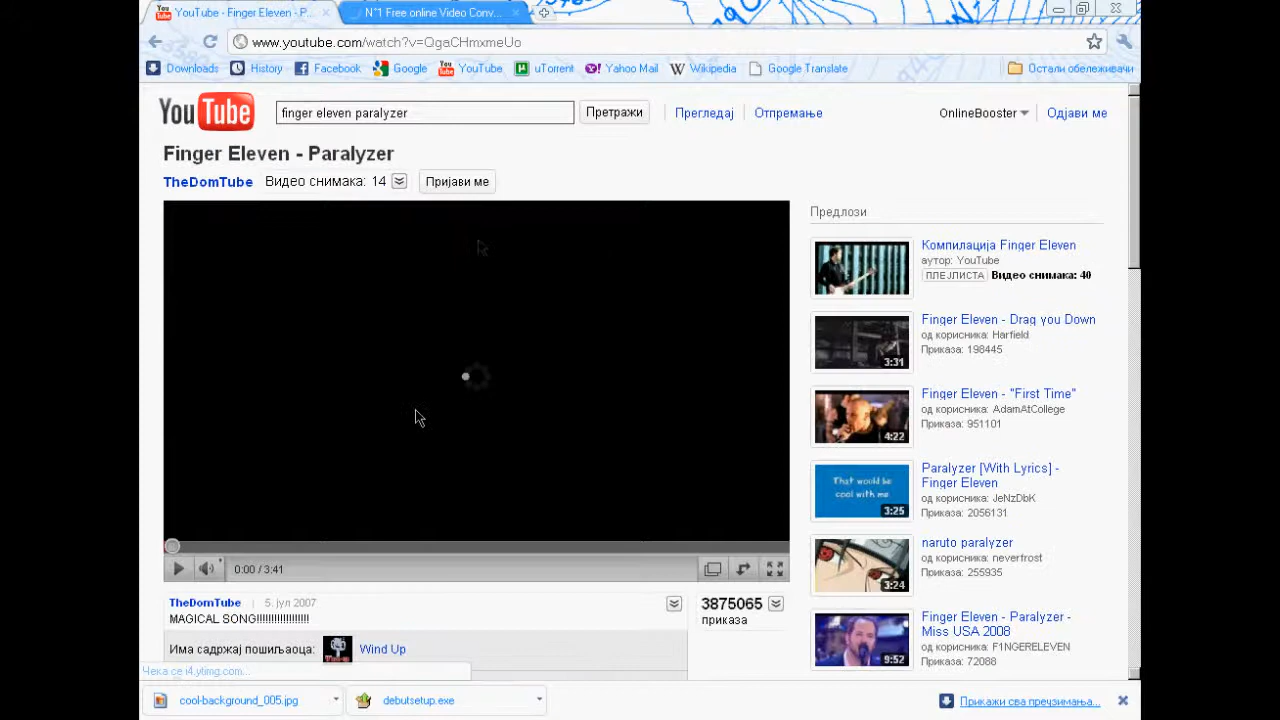 YouTube - Finger Eleven - P...
N°1 Free online Video Conv...
www.youtube.com/watch?v=QgaCHmxmeUo
Downloads History Facebook Google YouTube uTorrent Yahoo Mail Wikipedia Google Translate Остали обележивачи
YouTube finger eleven paralyzer Претражи Прегледај Отпремање OnlineBooster Одјави ме
Finger Eleven - Paralyzer
TheDomTube Видео снимака: 14 Пријави ме
Предлози
Компилација Finger Eleven
аутор: YouTube
ПЛЕЈЛИСТА Видео снимака: 40
Finger Eleven - Drag you Down
од корисника: Harfield
Приказа: 198445
3:31
Finger Eleven - "First Time"
од корисника: AdamAtCollege
Приказа: 951101
4:22
Paralyzer [With Lyrics] -
Finger Eleven
од корисника: JeNzDbK
Приказа: 2056131
That would be
cool with me
3:25
naruto paralyzer
од корисника: neverfrost
Приказа: 255935
3:24
Finger Eleven - Paralyzer -
Miss USA 2008
од корисника: F1NGERELEVEN
Приказа: 72088
9:52
0:00 / 3:41
TheDomTube 5. јул 2007
MAGICAL SONG!!!!!!!!!!!!!!!!!
3875065
приказа
Има садржај пошиљаоца: Wind Up
Чека се i4.ytimg.com...
cool-background_005.jpg
debutsetup.exe
Прикажи сва преузимања...